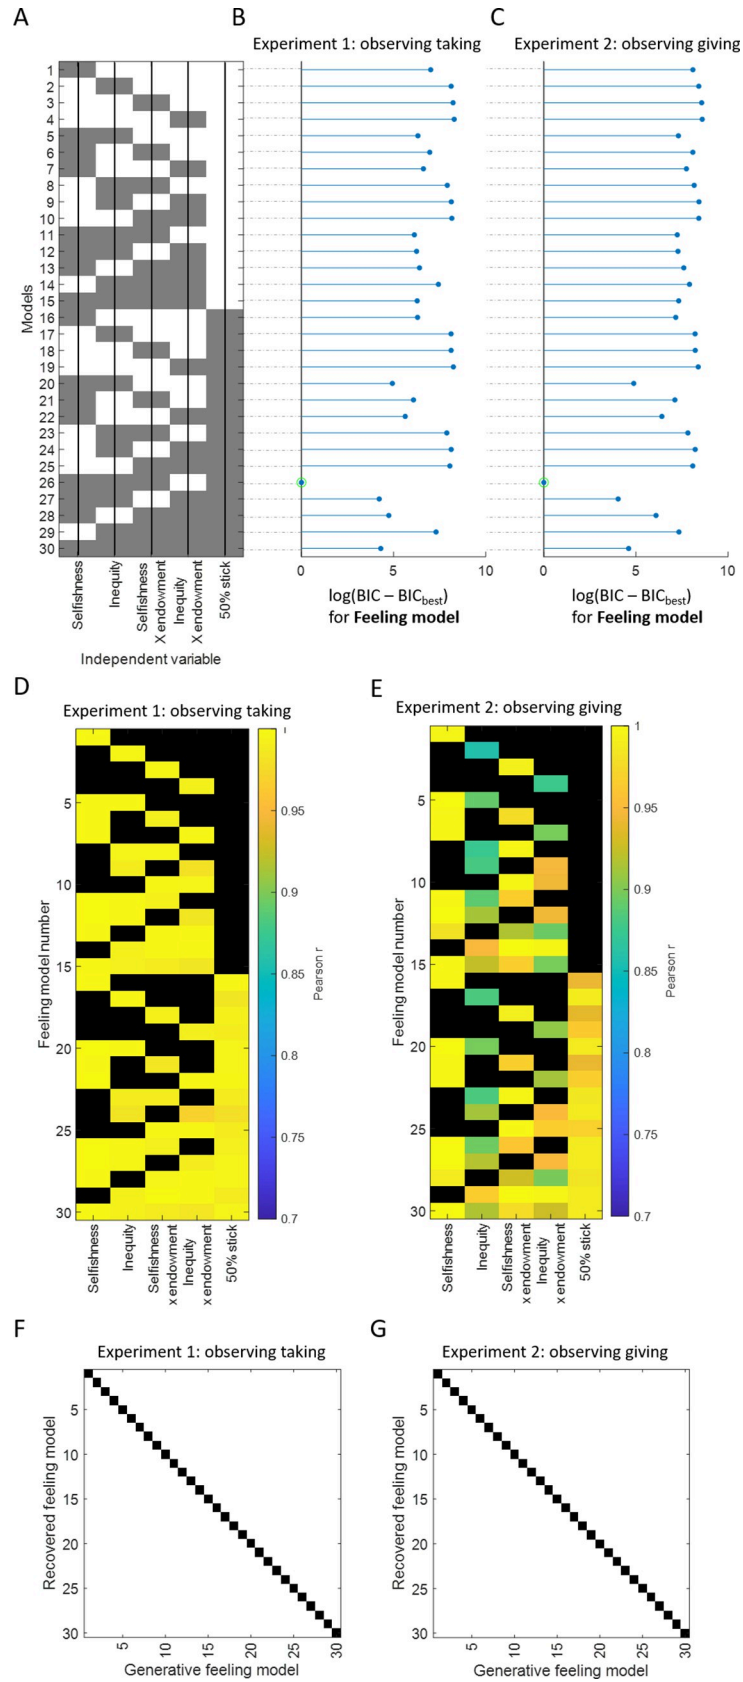 A
B
C
Experiment 1: observing taking
Experiment 2: observing giving
Models
1
2
3
4
5
6
7
8
9
10
11
12
13
14
15
16
17
18
19
20
21
22
23
24
25
26
27
28
29
30
Selfishness
Inequity
Selfishness
X endowment
Inequity
X endowment
50% stick
Independent variable
0
5
10
log(BIC – BICbest)
for Feeling model
0
5
10
log(BIC – BICbest)
for Feeling model
D
Experiment 1: observing taking
Feeling model number
5
10
15
20
25
30
Selfishness
Inequity
Selfishness
x endowment
Inequity
x endowment
50% stick
0.95
0.9
0.85
0.8
0.75
0.7
Pearson r
E
Experiment 2: observing giving
Feeling model number
5
10
15
20
25
30
Selfishness
Inequity
Selfishness
x endowment
Inequity
x endowment
50% stick
1
0.95
0.9
0.85
0.8
0.75
0.7
Pearson r
F
Experiment 1: observing taking
Recovered feeling model
5
10
15
20
25
30
5
10
15
20
25
30
Generative feeling model
G
Experiment 2: observing giving
Recovered feeling model
5
10
15
20
25
30
5
10
15
20
25
30
Generative feeling model